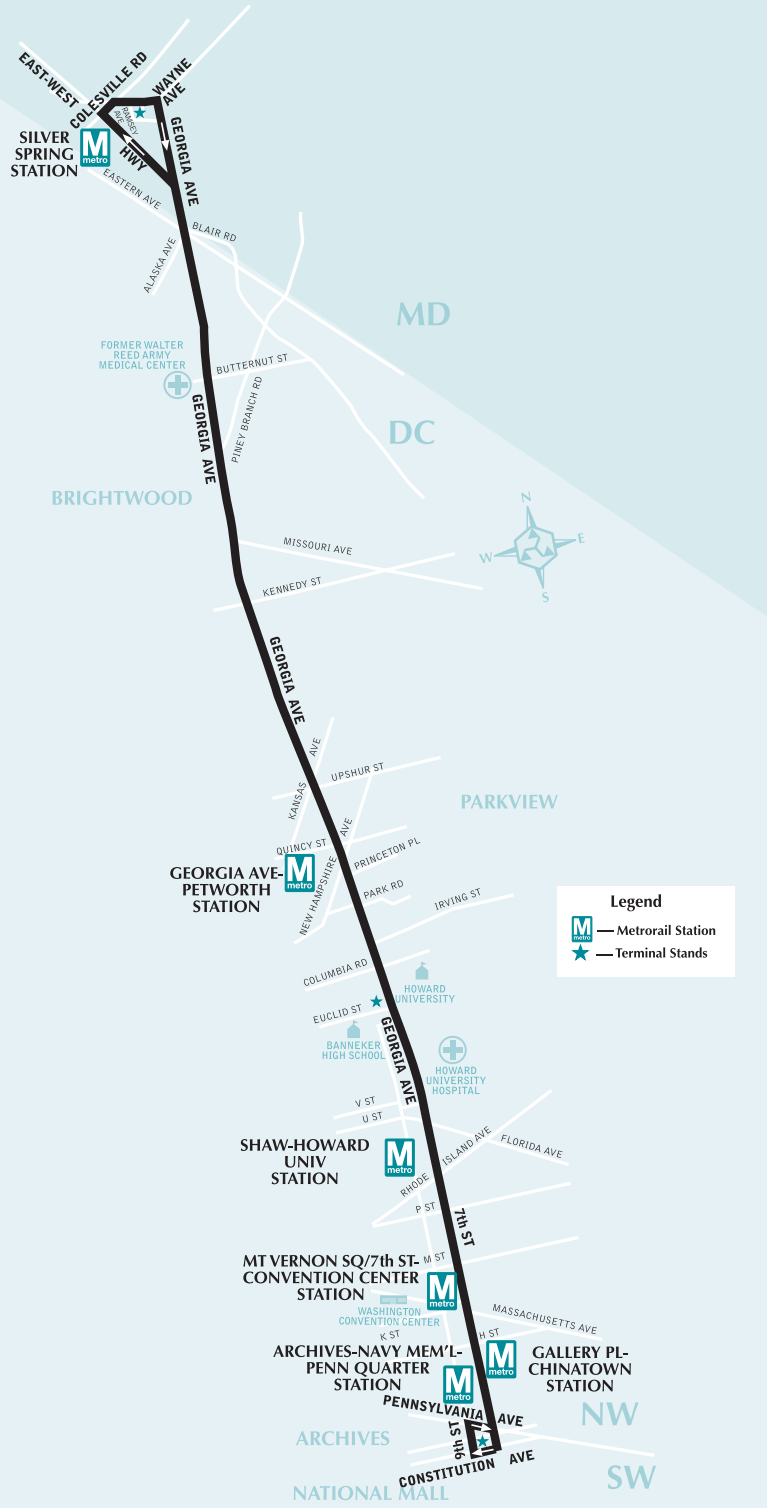 EAST-WEST
COLESVILLE RD
WAYNE
AVE
RAMSEY
AVE
SILVER
SPRING
STATION
M
metro
HWY
GEORGIA AVE
EASTERN AVE
BLAIR RD
ALASKA AVE
MD
FORMER WALTER
REED ARMY
MEDICAL CENTER
BUTTERNUT ST
PINEY BRANCH RD
GEORGIA AVE
DC
BRIGHTWOOD
N
E
W
S
MISSOURI AVE
KENNEDY ST
GEORGIA AVE
KANSAS AVE
UPSHUR ST
PARKVIEW
QUINCY ST
NEW HAMPSHIRE AVE
PRINCETON PL
GEORGIA AVE-
PETWORTH
STATION
M
metro
PARK RD
IRVING ST
Legend
M
metro
Metrorail Station
Terminal Stands
COLUMBIA RD
HOWARD
UNIVERSITY
EUCLID ST
GEORGIA AVE
BANNEKER
HIGH SCHOOL
HOWARD
UNIVERSITY
HOSPITAL
V ST
U ST
SHAW-HOWARD
UNIV
STATION
M
metro
RHODE ISLAND AVE
FLORIDA AVE
P ST
7th ST
M ST
MT VERNON SQ/7th ST-
CONVENTION CENTER
STATION
M
metro
WASHINGTON
CONVENTION CENTER
MASSACHUSETTS AVE
K ST
H ST
ARCHIVES-NAVY MEM'L-
PENN QUARTER
STATION
M
metro
M
metro
GALLERY PL-
CHINATOWN
STATION
PENNSYLVANIA AVE
NW
9th ST
ARCHIVES
CONSTITUTION AVE
SW
NATIONAL MALL